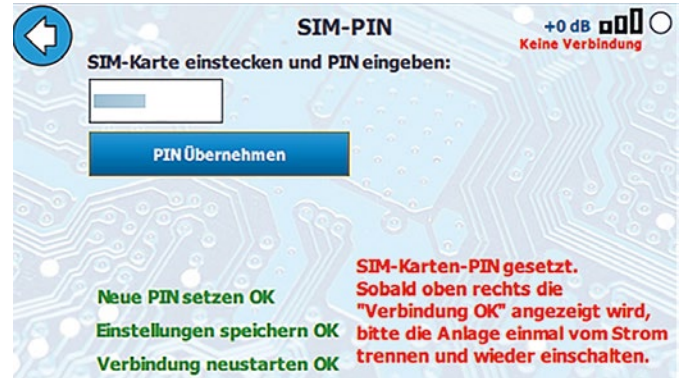 SIM-PIN
+0 dB
Keine Verbindung
SIM-Karte einstecken und PIN eingeben:
PIN Übernehmen
Neue PIN setzen OK
Einstellungen speichern OK
Verbindung neustarten OK
SIM-Karten-PIN gesetzt.
Sobald oben rechts die
"Verbindung OK" angezeigt wird,
bitte die Anlage einmal vom Strom
trennen und wieder einschalten.